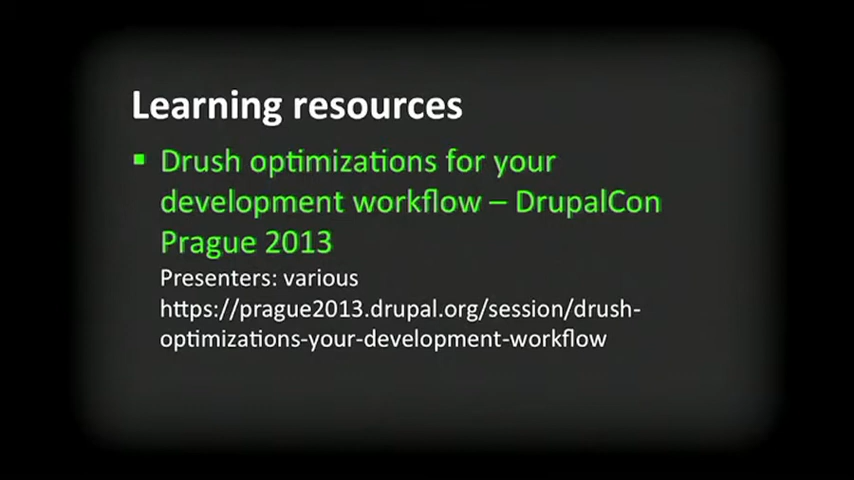 Learning resources
▪ Drush optimizations for your
development workflow – DrupalCon
Prague 2013
Presenters: various
https://prague2013.drupal.org/session/drush-
optimizations-your-development-workflow